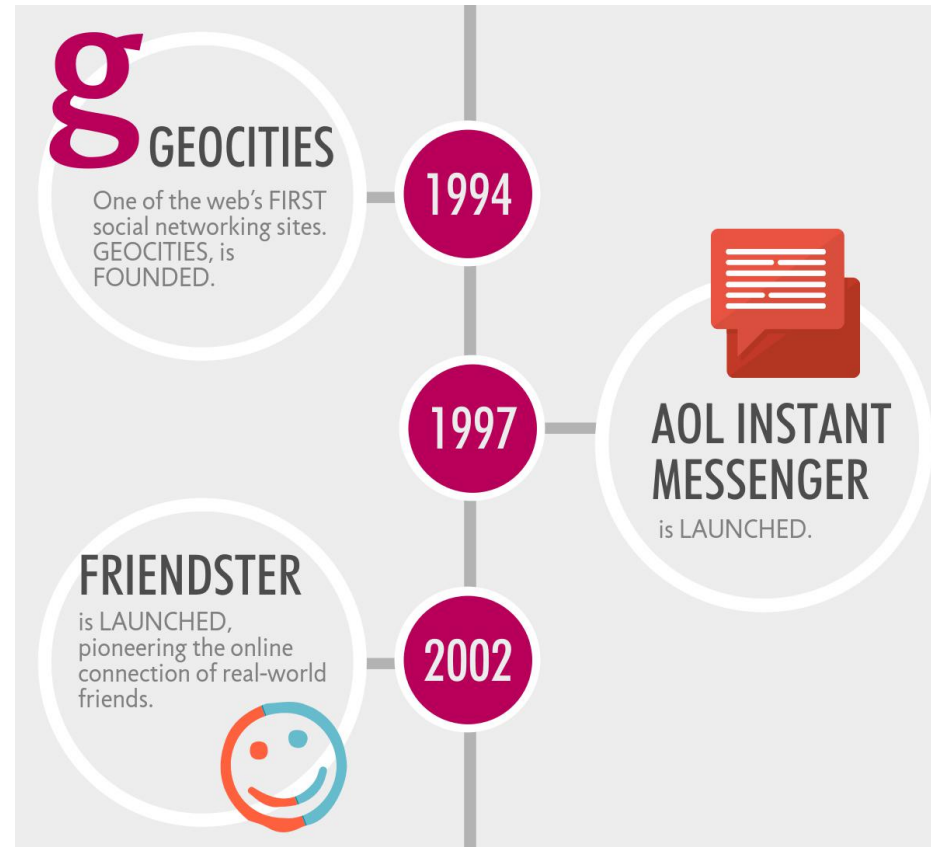 g
GEOCITIES
One of the web's FIRST
social networking sites.
GEOCITIES, is
FOUNDED.
1994
1997
AOL INSTANT
MESSENGER
is LAUNCHED.
FRIENDSTER
is LAUNCHED,
pioneering the online
connection of real-world
friends.
2002